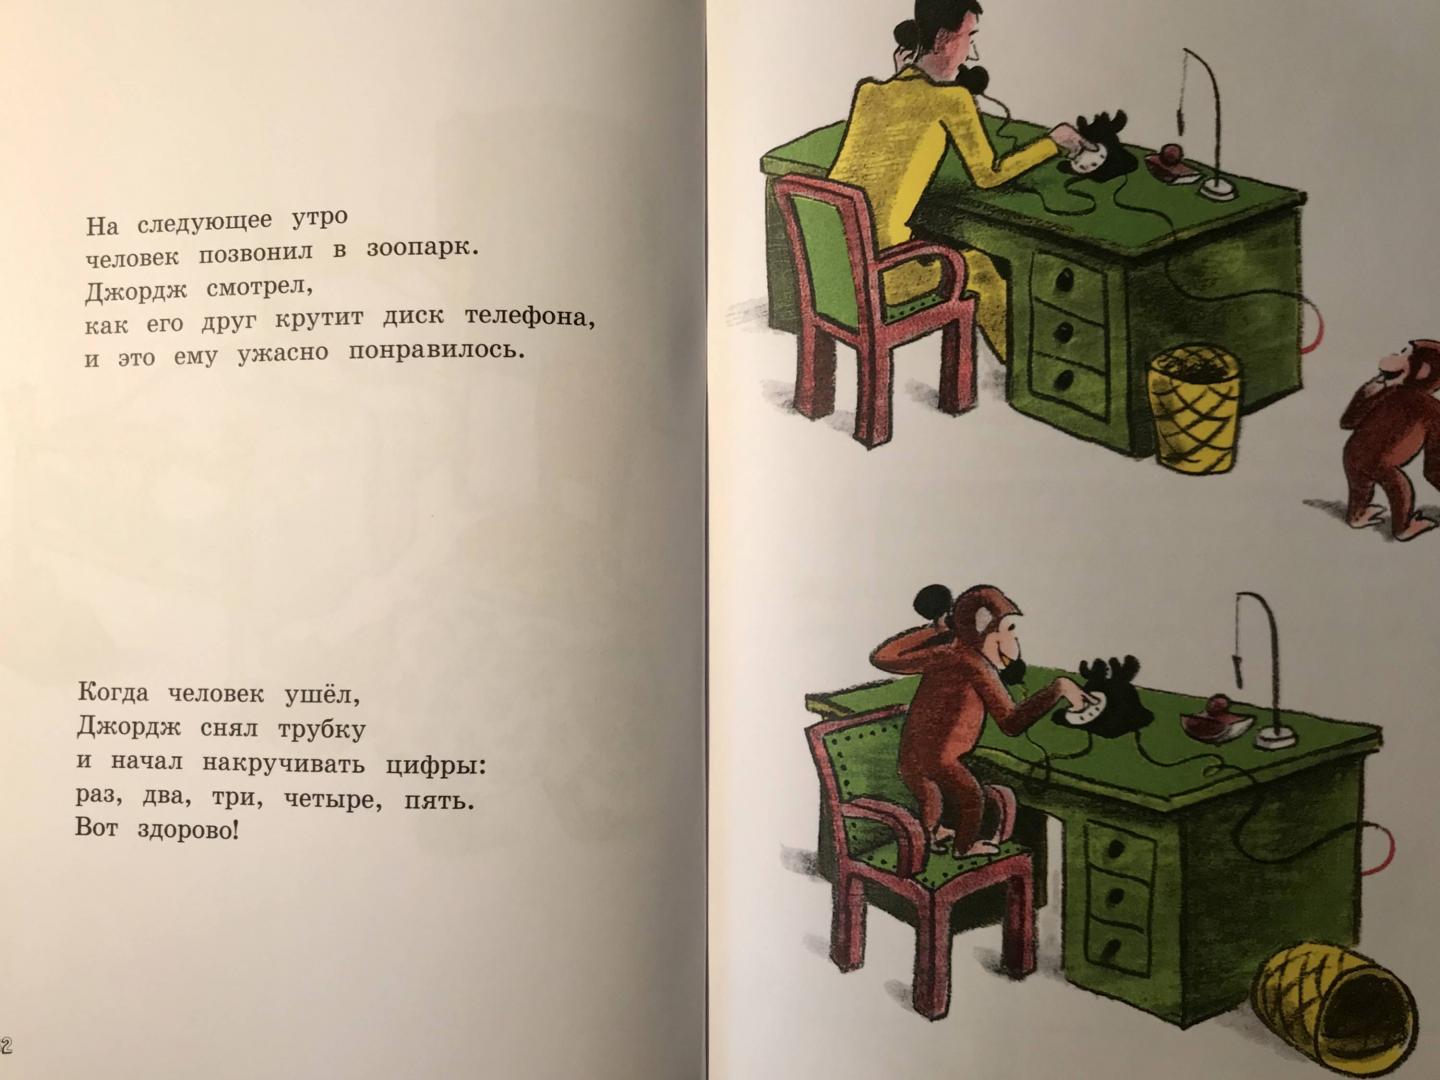 На следующее утро
человек позвонил в зоопарк.
Джордж смотрел,
как его друг крутит диск телефона,
и это ему ужасно понравилось.
Когда человек ушёл,
Джордж снял трубку
и начал накручивать цифры:
раз, два, три, четыре, пять.
Вот здорово!